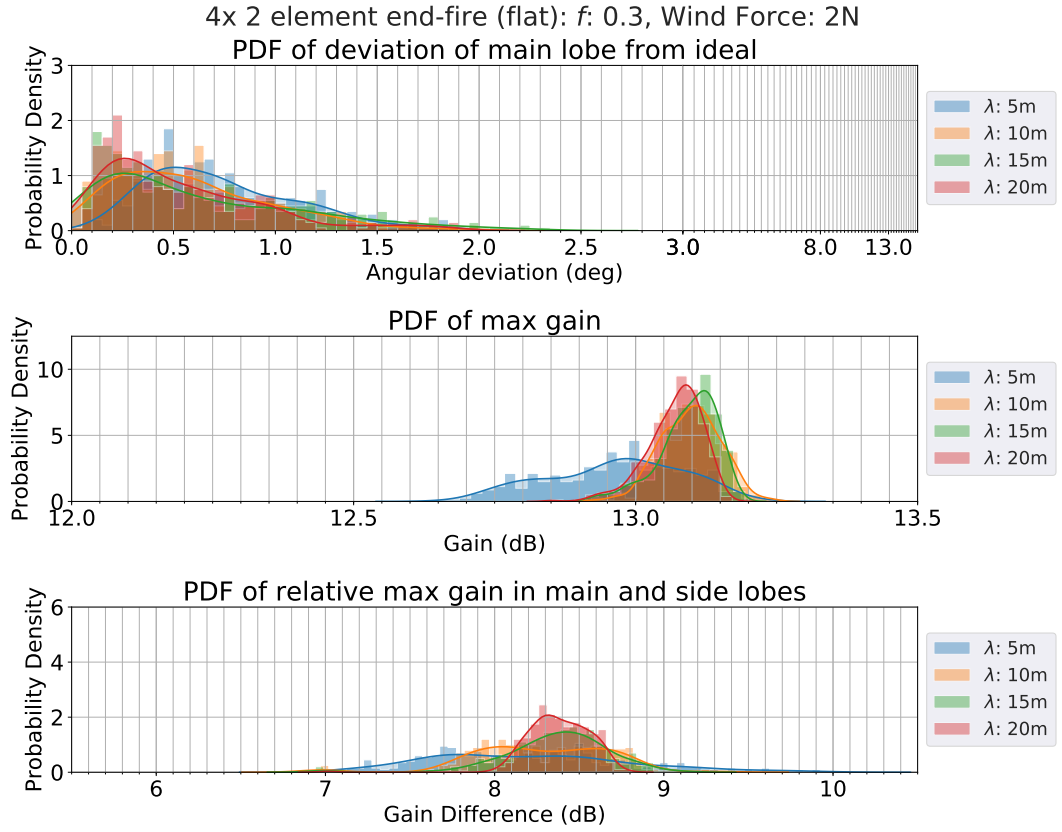 4x 2 element end-fire (flat): f: 0.3, Wind Force: 2N
PDF of deviation of main lobe from ideal
Probability Density
3
2
1
0
0.0 0.5 1.0 1.5 2.0 2.5 3.0 8.0 13.0
Angular deviation (deg)
λ: 5m
λ: 10m
λ: 15m
λ: 20m
PDF of max gain
Probability Density
10
5
0
12.0 12.5 13.0 13.5
Gain (dB)
λ: 5m
λ: 10m
λ: 15m
λ: 20m
PDF of relative max gain in main and side lobes
Probability Density
6
4
2
0
6 7 8 9 10
Gain Difference (dB)
λ: 5m
λ: 10m
λ: 15m
λ: 20m